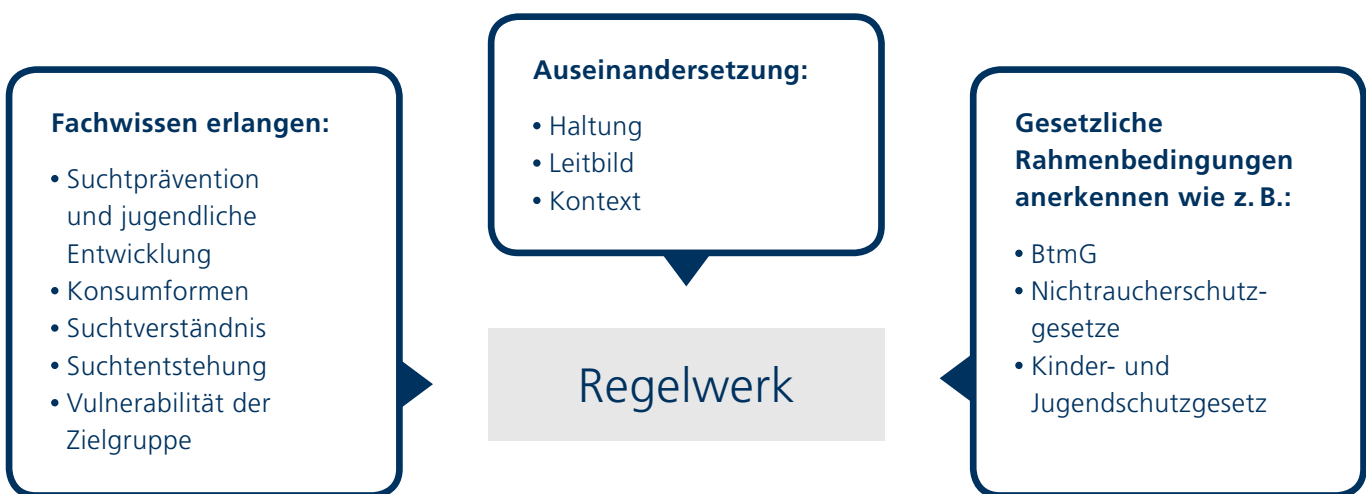 Fachwissen erlangen:
• Suchtprävention
und jugendliche
Entwicklung
• Konsumformen
• Suchtverständnis
• Suchtentstehung
• Vulnerabilität der
Zielgruppe
Auseinandersetzung:
• Haltung
• Leitbild
• Kontext
Regelwerk
Gesetzliche
Rahmenbedingungen
anerkennen wie z. B.:
• BtmG
• Nichtraucherschutz-
gesetze
• Kinder- und
Jugendschutzgesetz